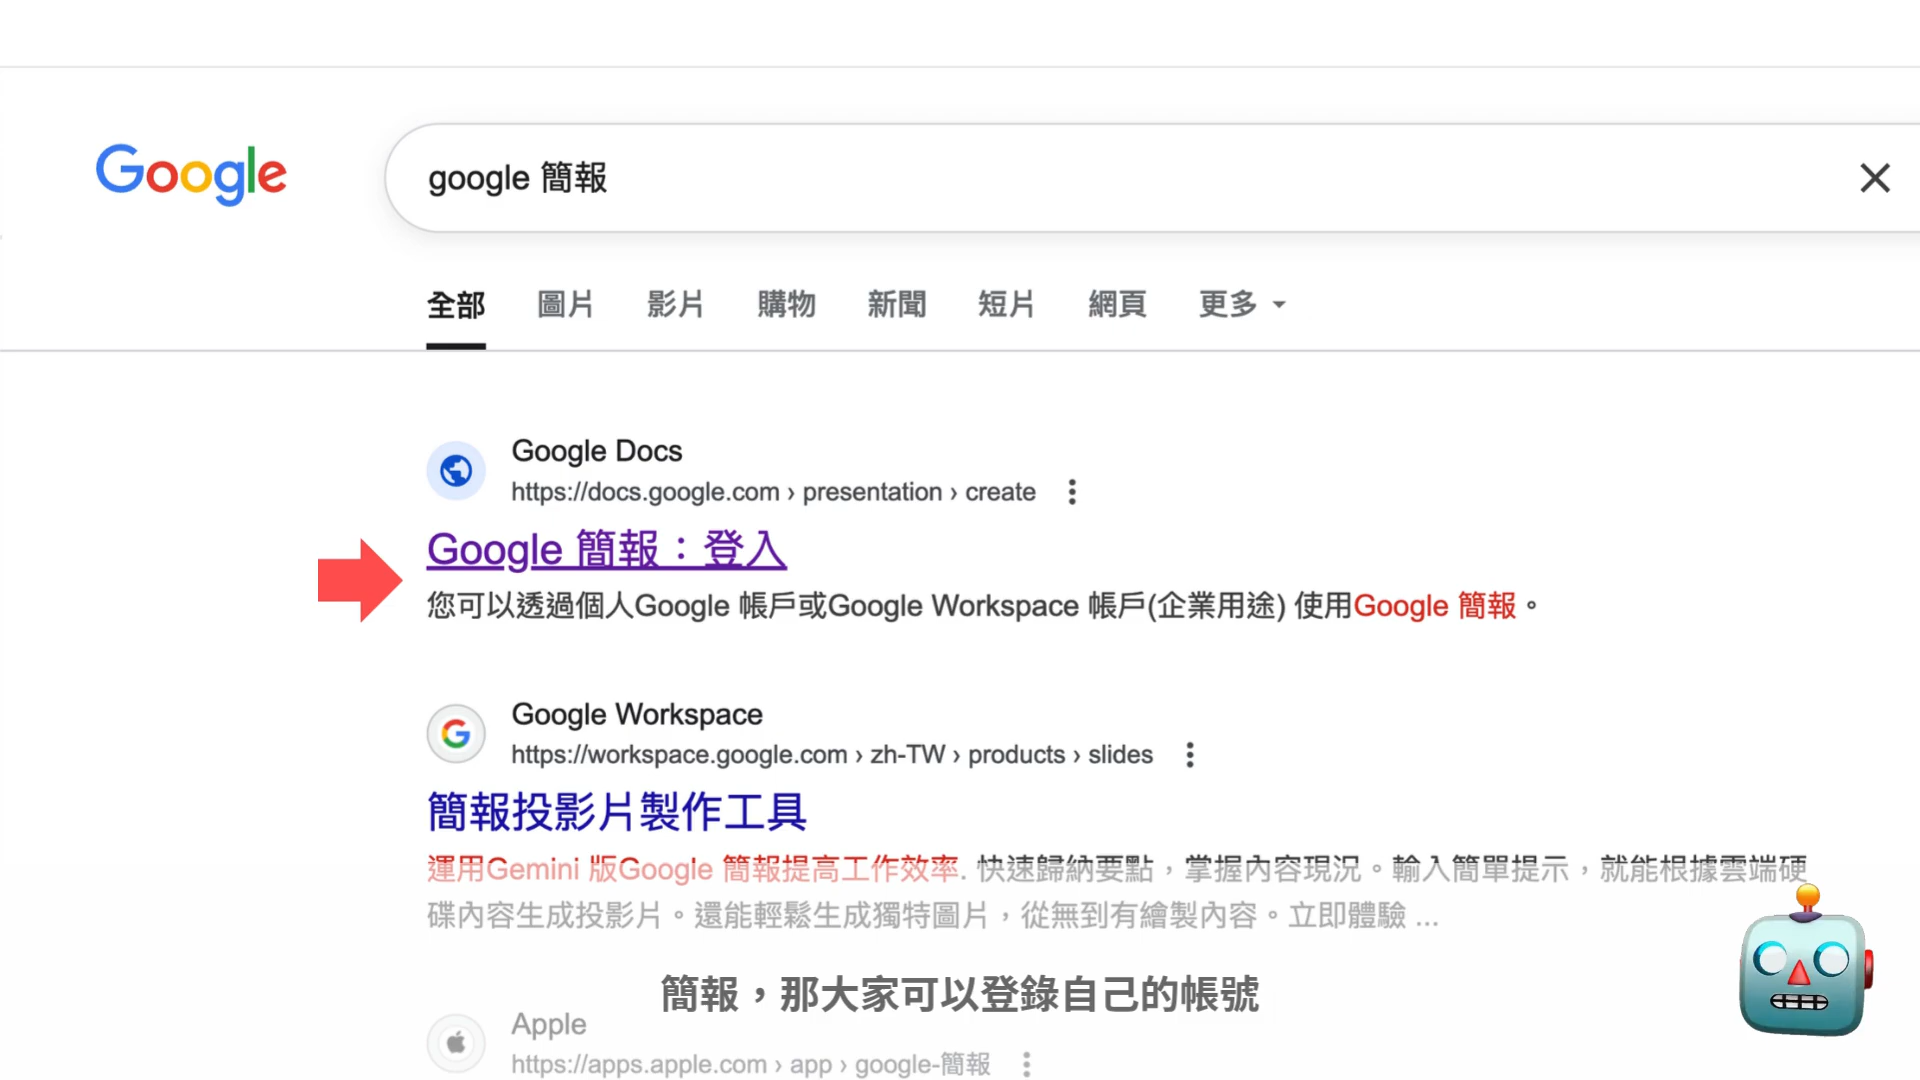 Google
google 簡報
全部 圖片 影片 購物 新聞 短片 網頁 更多
Google Docs
https://docs.google.com › presentation › create
Google 簡報：登入
您可以透過個人Google 帳戶或Google Workspace 帳戶(企業用途) 使用Google 簡報。
G
Google Workspace
https://workspace.google.com › zh-TW › products › slides
簡報投影片製作工具
運用Gemini 版Google 簡報提高工作效率. 快速歸納要點，掌握內容現況。輸入簡單提示，就能根據雲端硬
碟內容生成投影片。還能輕鬆生成獨特圖片，從無到有繪製內容。立即體驗 ...
簡報，那大家可以登錄自己的帳號
Apple
https://apps.apple.com › app › google-簡報